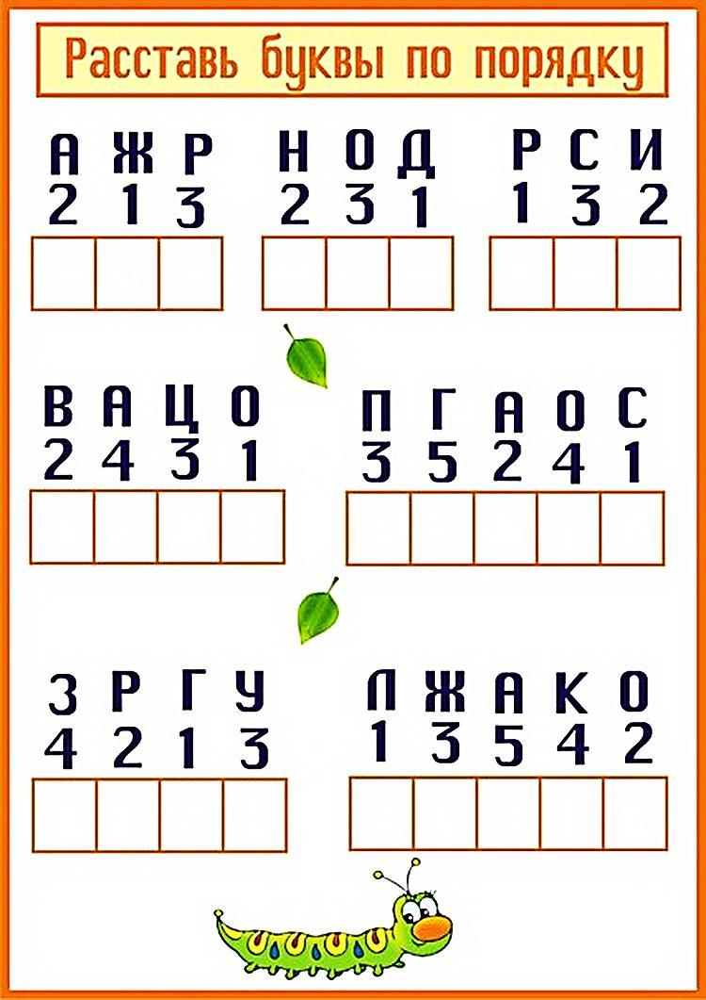 Расставь буквы по порядку
А Ж Р Н О Д Р С И
2 1 3 2 3 1 1 3 2
В А Ц О П Г А О С
2 4 3 1 3 5 2 4 1
З Р Г У Л Ж А К О
4 2 1 3 1 3 5 4 2